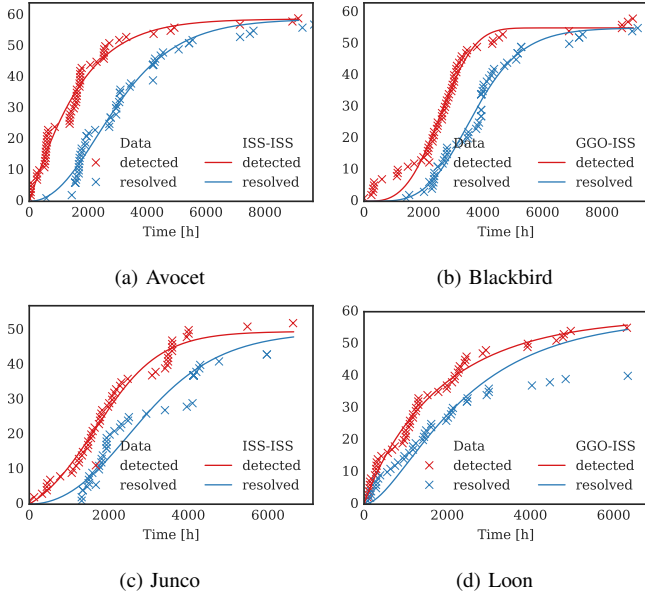 60
50
40
30
20
10
0
Data ISS-ISS
detected detected
resolved resolved
0 2000 4000 6000 8000
Time [h]
(a) Avocet
60
50
40
30
20
10
0
Data GGO-ISS
detected detected
resolved resolved
0 2000 4000 6000 8000
Time [h]
(b) Blackbird
50
40
30
20
10
0
Data ISS-ISS
detected detected
resolved resolved
0 2000 4000 6000
Time [h]
(c) Junco
60
50
40
30
20
10
0
Data GGO-ISS
detected detected
resolved resolved
0 2000 4000 6000
Time [h]
(d) Loon